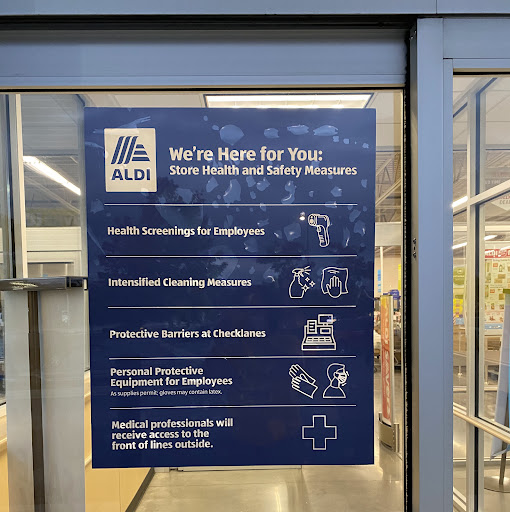 ALDI
We're Here for You:
Store Health and Safety Measures
Health Screenings for Employees
Intensified Cleaning Measures
Protective Barriers at Checklanes
Personal Protective
Equipment for Employees
As supplies permit; gloves may contain latex.
Medical professionals will
receive access to the
front of lines outside.